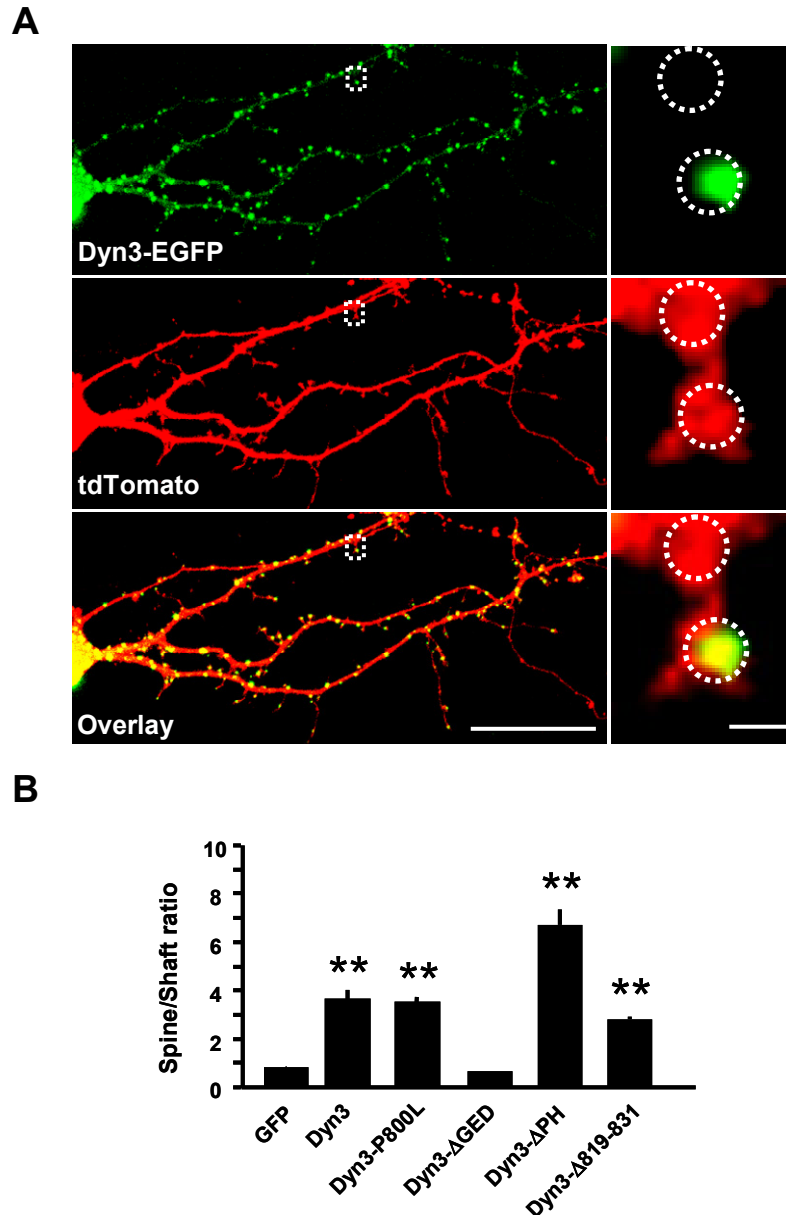 A
Dyn3-EGFP
tdTomato
Overlay
B
Spine/Shaft ratio
10
8
6
4
2
0
**
**
**
**
GFP
Dyn3
Dyn3-P800L
Dyn3-ΔGED
Dyn3-ΔPH
Dyn3-Δ819-831